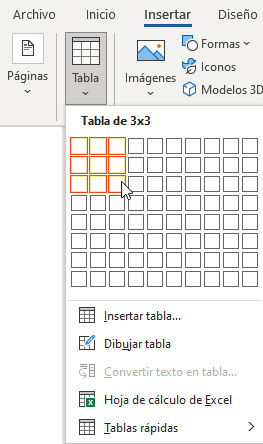 Archivo Inicio Insertar Diseño
Páginas
Tabla
Imágenes
Formas
Iconos
Modelos 3D
Tabla de 3x3
Insertar tabla...
Dibujar tabla
Convertir texto en tabla...
Hoja de cálculo de Excel
Tablas rápidas